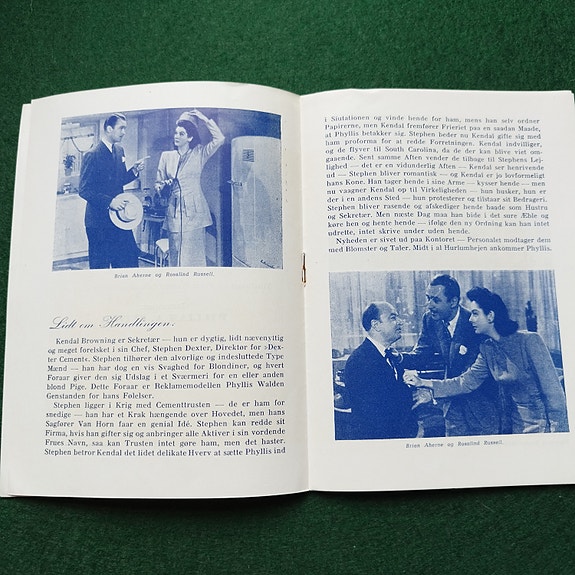 Brian Aherne og Rosalind Russell.
Lidt om Handlingen.
Kendal Browning er Sekretær — hun er dygtig, lidt nævenyttig
og meget forelsket i sin Chef, Stephen Dexter, Direktør for »Dex-
ter Cement«. Stephen tilhører den alvorlige og indesluttede Type
Mænd — han har dog en vis Svaghed for Blondiner, og hvert
Foraar giver den sig Udslag i et Sværmeri for en eller anden
blond Pige. Dette Foraar er Reklamemodellen Phyllis Walden
Genstanden for hans Følelser.
Stephen ligger i Krig med Cementtrusten — de er ham for
snedige — han har et Krak hængende over Hovedet, men hans
Sagfører Van Horn faar en genial Idé. Stephen kan redde sit
Firma, hvis han gifter sig og anbringer alle Aktiver i sin vordende
Frues Navn, saa kan Trusten intet gøre ham, men det haster.
Stephen betror Kendal det lidet delikate Hverv at sætte Phyllis ind
i Siutationen og vinde hende for ham, mens han selv ordner
Papirerne, men Kendal fremfører Frieriet paa en saadan Maade,
at Phyllis betakker sig. Stephen beder nu Kendal gifte sig med
ham proforma for at redde Forretningen. Kendal indvilliger,
og de flyver til South Carolina, da de der kan blive viet om-
gaaende. Sent samme Aften vender de tilbage til Stephens Lej-
lighed — det er en vidunderlig Aften — Kendal ser henrivende
ud — Stephen bliver romantisk — og Kendal er jo lovformeligt
hans Kone. Han tager hende i sine Arme — kysser hende — men
nu vaagner Kendal op til Virkeligheden — hun husker, hun er
der i en andens Sted — hun protesterer og tilstaar sit Bedrageri.
Stephen bliver rasende og afskediger hende baade som Hustru
og Sekretær. Men næste Dag maa han bide i det sure Æble og
køre hen og hente hende — ifølge den ny Ordning kan han intet
udrette, intet skrive under uden hende.
Nyheden er sivet ud paa Kontoret — Personalet modtager dem
med Blomster og Taler. Midt i al Hurlumhejen ankommer Phyllis.
Brian Aherne og Rosalind Russell.